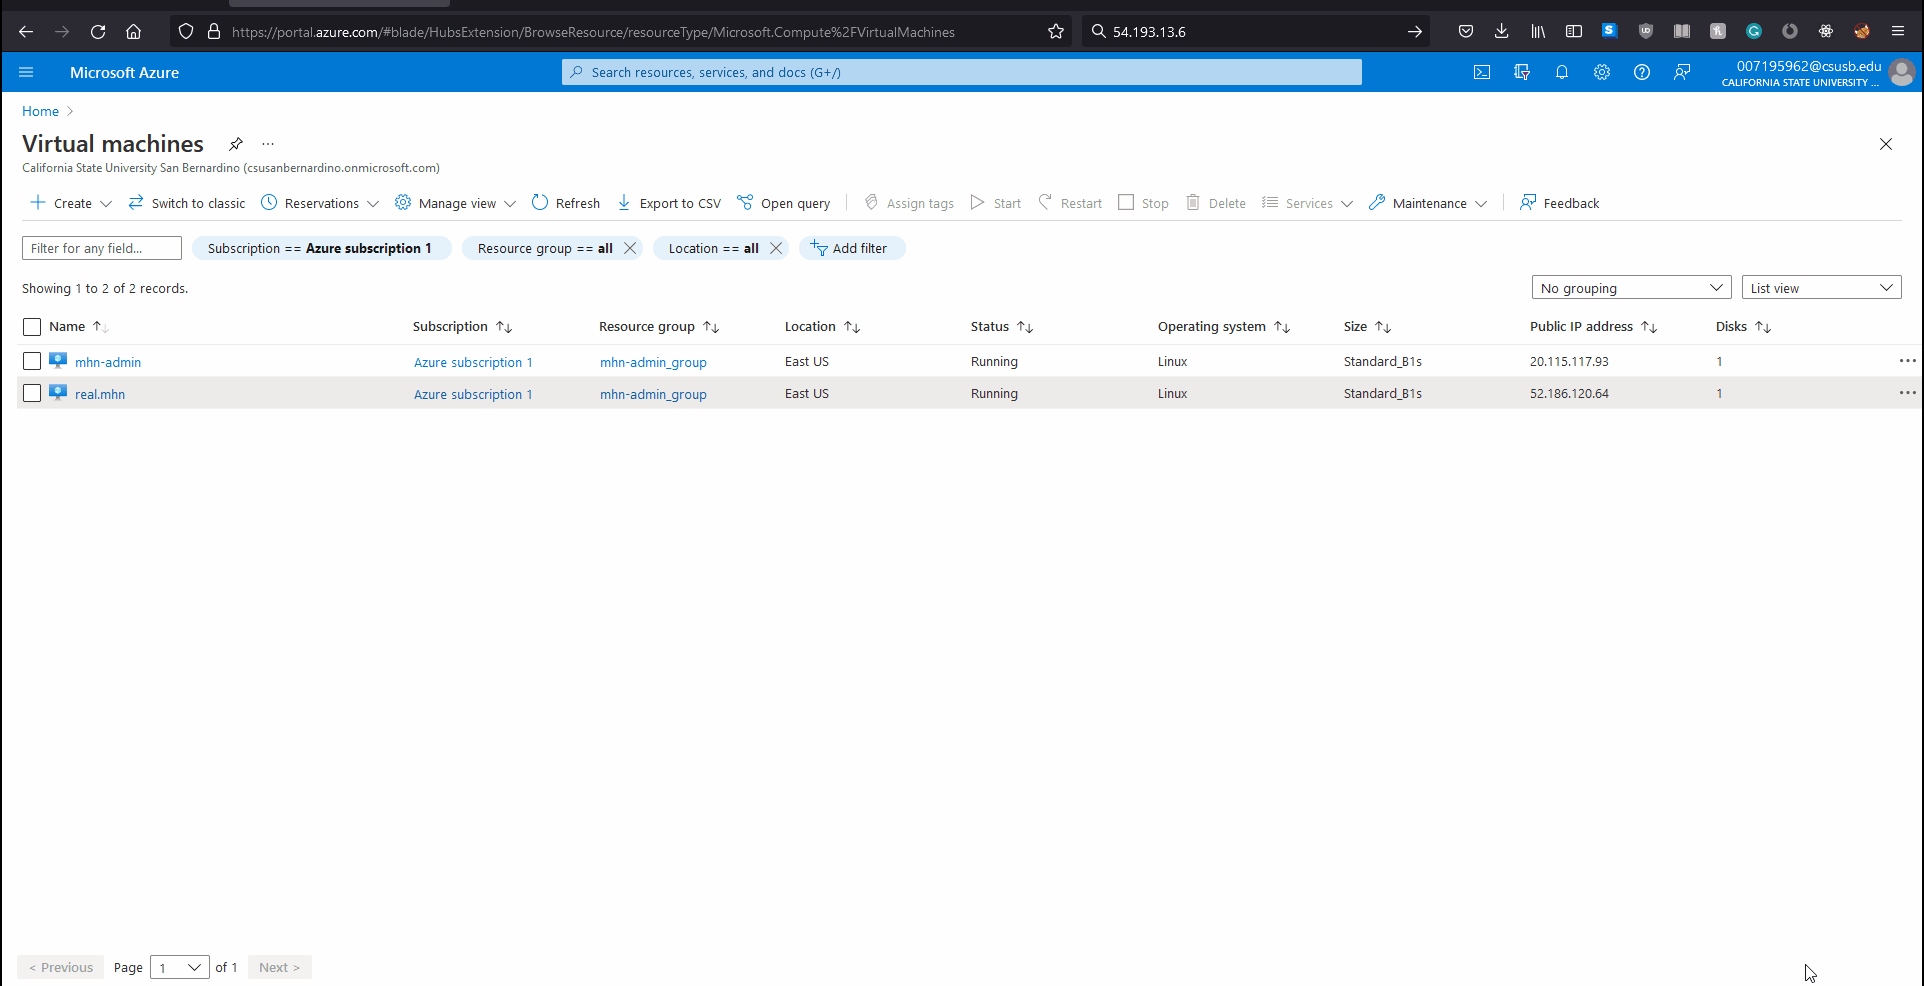 https://portal.azure.com/#blade/HubsExtension/BrowseResource/resourceType/Microsoft.Compute%2FVirtualMachines 54.193.13.6
Microsoft Azure Search resources, services, and docs (G+/) 007195962@csusb.edu
CALIFORNIA STATE UNIVERSITY ...
Home >
Virtual machines ...
California State University San Bernardino (csusanbernardino.onmicrosoft.com)
Create Switch to classic Reservations Manage view Refresh Export to CSV Open query Assign tags Start Restart Stop Delete Services Maintenance Feedback
Filter for any field... Subscription == Azure subscription 1 Resource group == all Location == all Add filter
Showing 1 to 2 of 2 records. No grouping List view
Name Subscription Resource group Location Status Operating system Size Public IP address Disks
mhn-admin Azure subscription 1 mhn-admin_group East US Running Linux Standard_B1s 20.115.117.93 1 ...
real.mhn Azure subscription 1 mhn-admin_group East US Running Linux Standard_B1s 52.186.120.64 1 ...
< Previous Page 1 of 1 Next >